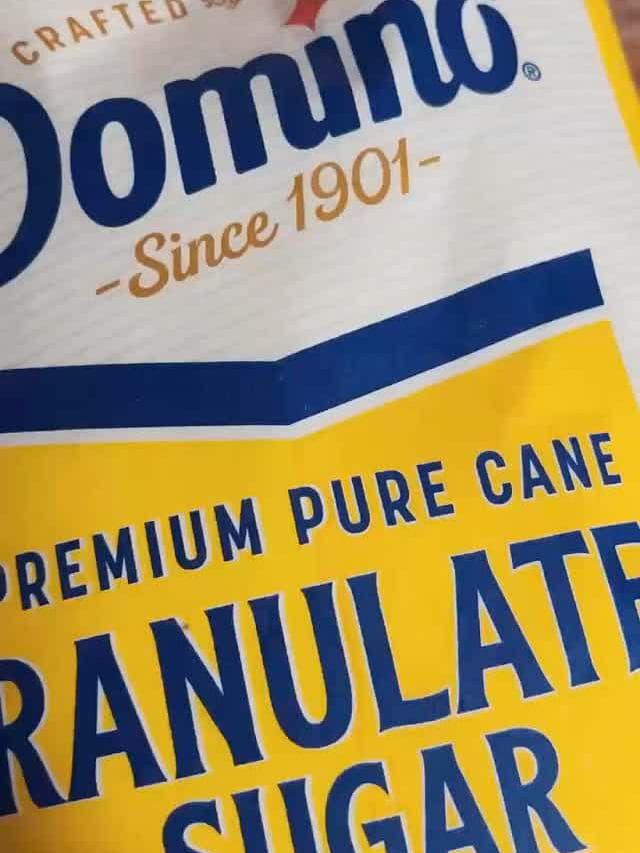 CRAFTED
Domino®
-Since 1901-
PREMIUM PURE CANE
RANULATE
SUGAR